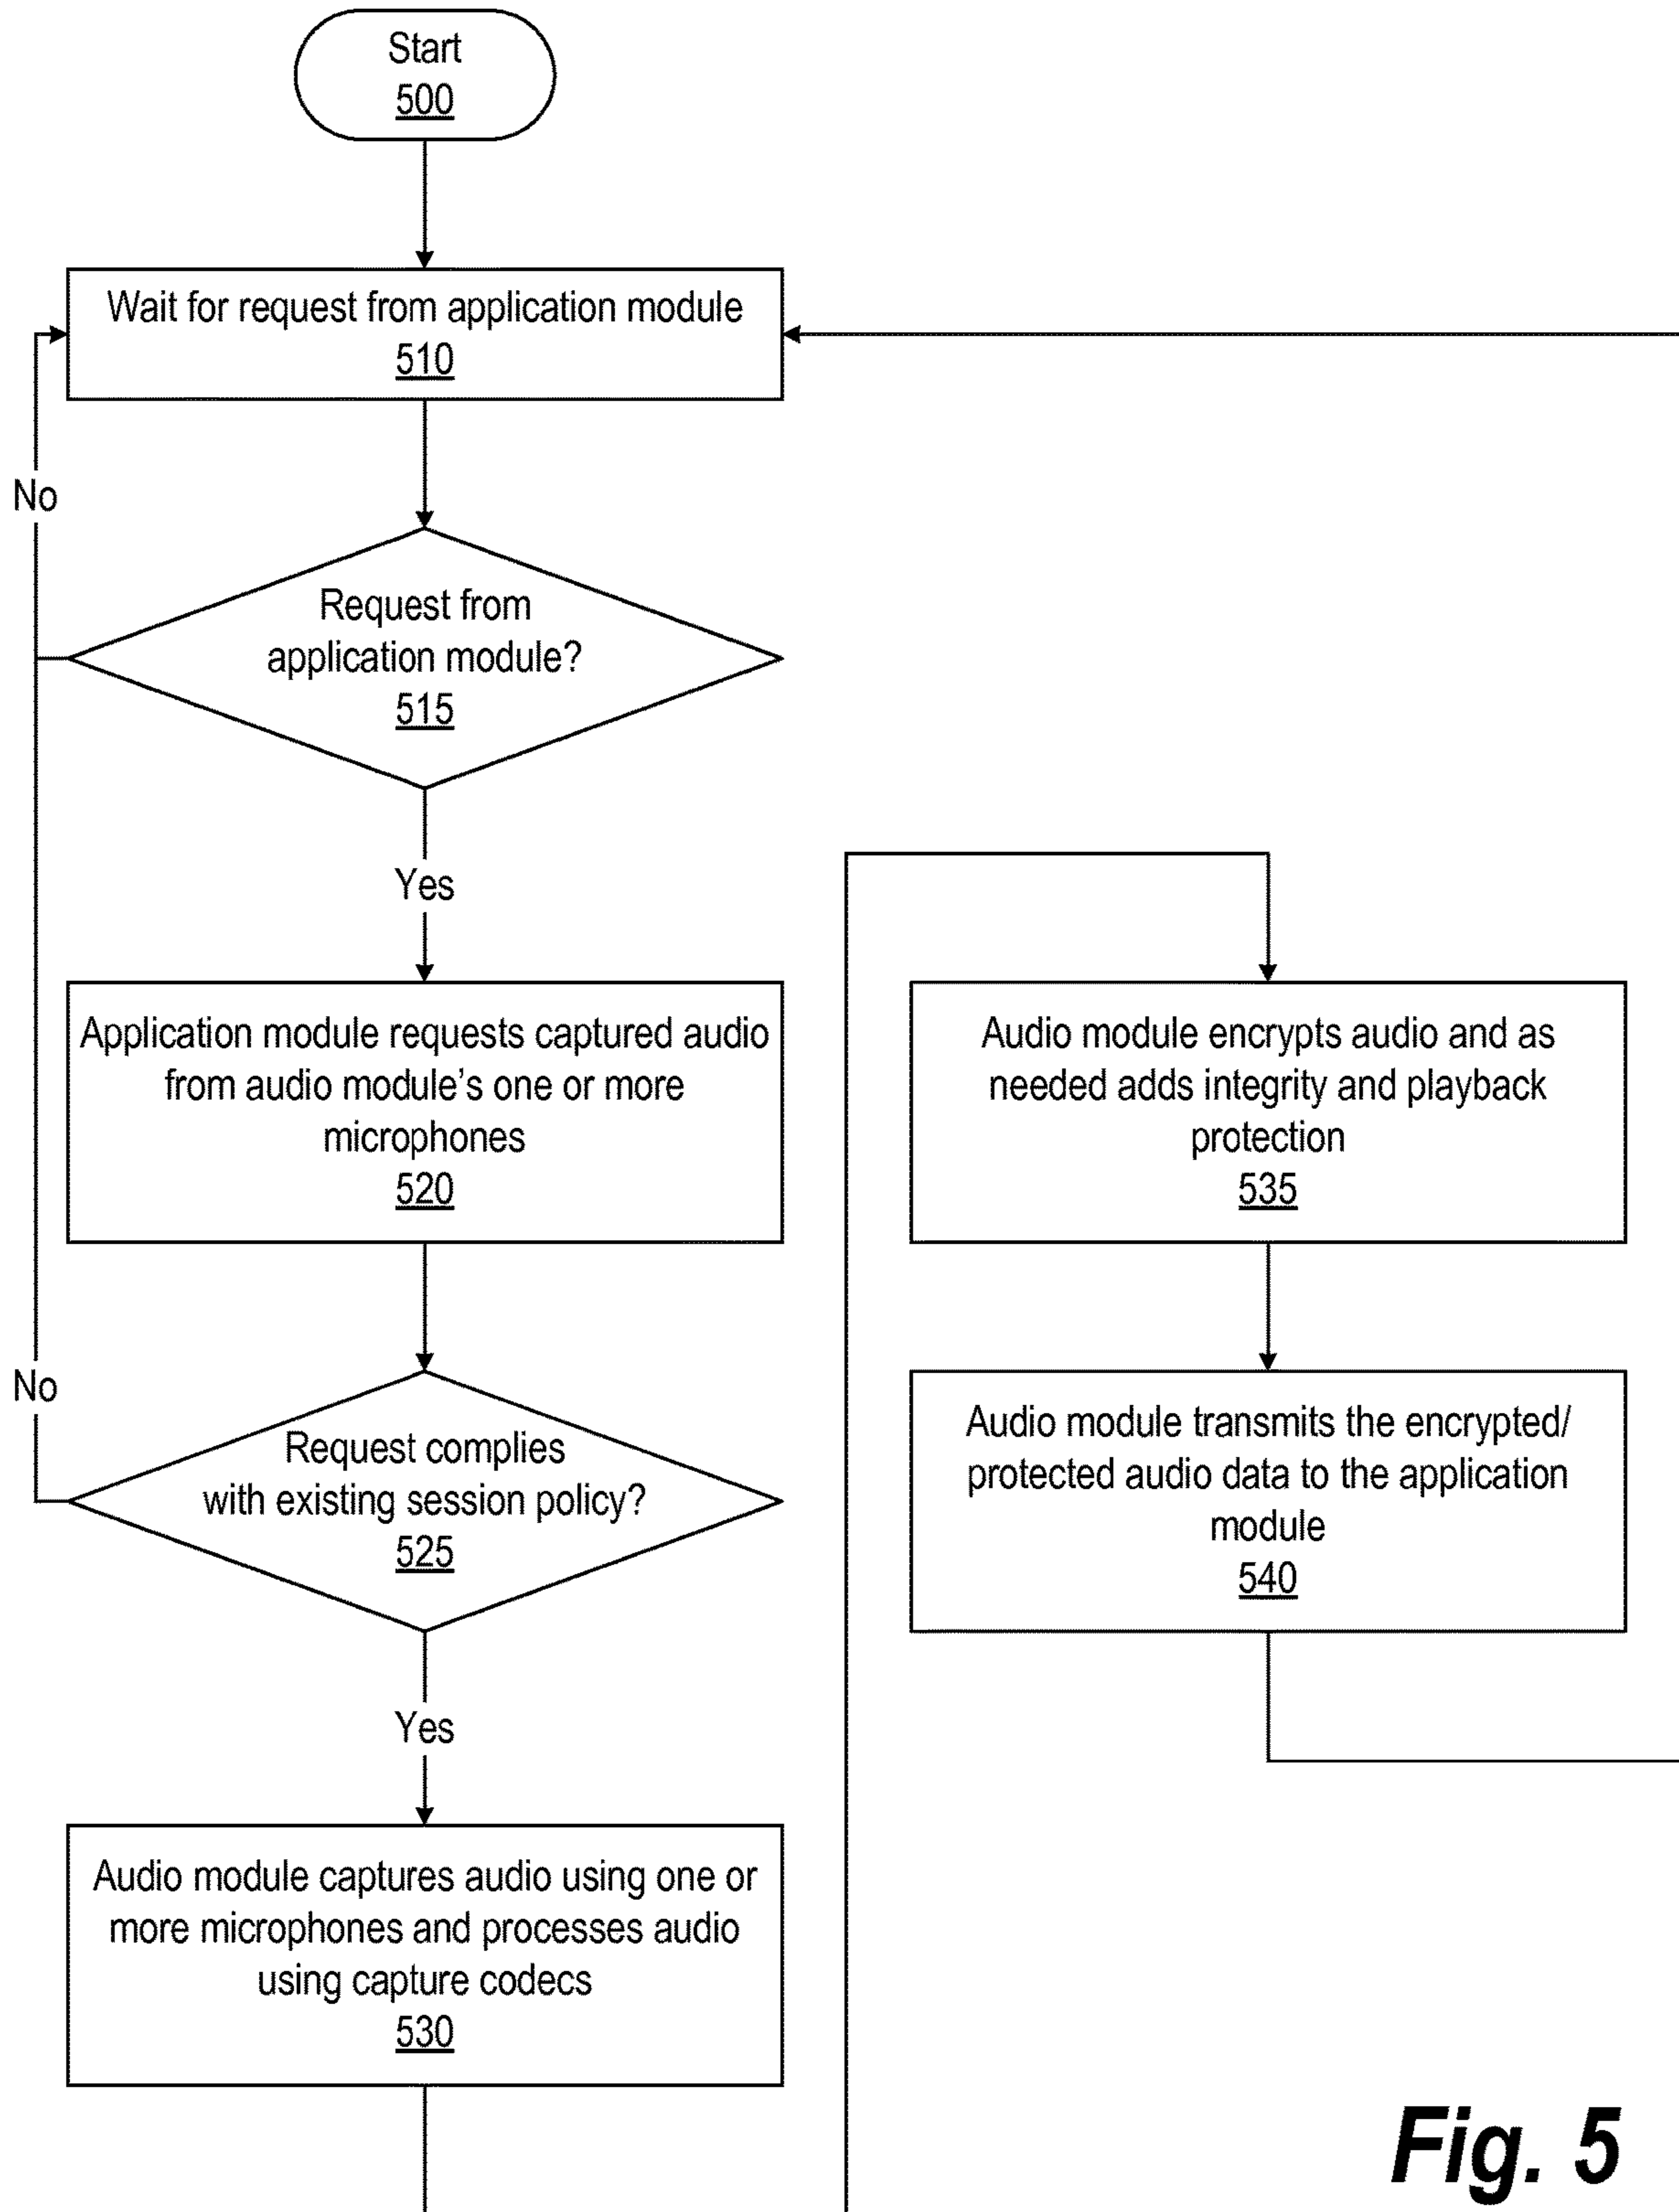 Start
500
Wait for request from application module
510
No
Request from
application module?
515
Yes
Application module requests captured audio
from audio module's one or more
microphones
520
No
Request complies
with existing session policy?
525
Yes
Audio module captures audio using one or
more microphones and processes audio
using capture codecs
530
Audio module encrypts audio and as
needed adds integrity and playback
protection
535
Audio module transmits the encrypted/
protected audio data to the application
module
540
Fig. 5